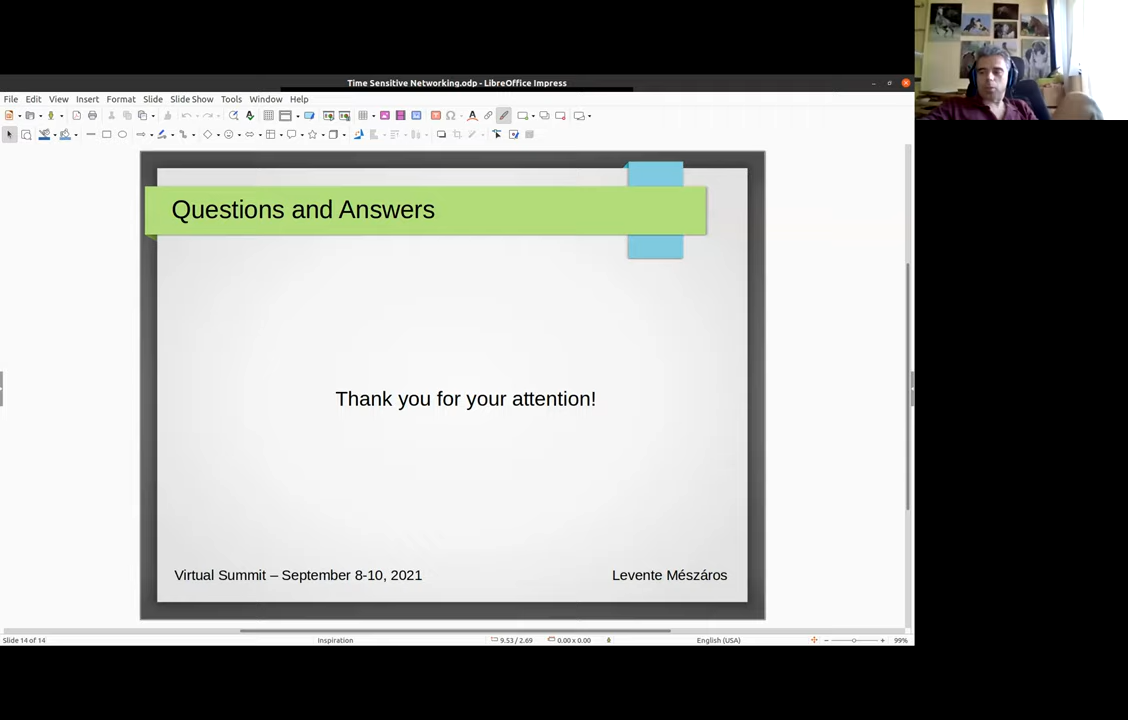 Time Sensitive Networking.odp - LibreOffice Impress
File Edit View Insert Format Slide Slide Show Tools Window Help
Questions and Answers
Thank you for your attention!
Virtual Summit – September 8-10, 2021
Levente Mészáros
Slide 14 of 14
Inspiration
9.53 / 2.69
0.00 x 0.00
English (USA)
99%